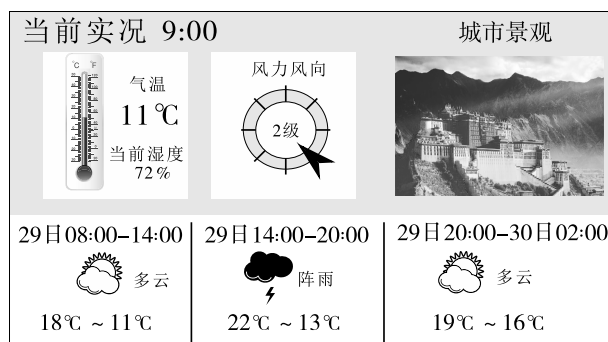 当前实况 9:00
城市景观
℃ ℉
气温
11℃
当前湿度
72%
风力风向
2级
29日08:00-14:00
多云
18℃ ~ 11℃
29日14:00-20:00
阵雨
22℃ ~ 13℃
29日20:00-30日02:00
多云
19℃ ~ 16℃